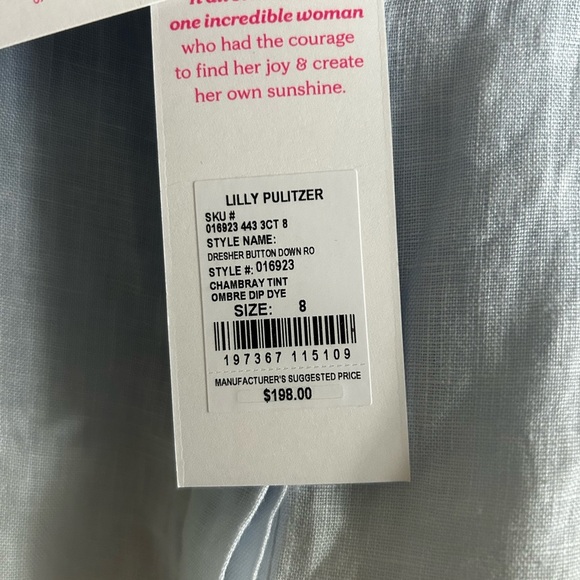 one incredible woman
who had the courage
to find her joy & create
her own sunshine.
LILLY PULITZER
SKU #
016923 443 3CT 8
STYLE NAME:
DRESHER BUTTON DOWN RO
STYLE #: 016923
CHAMBRAY TINT
OMBRE DIP DYE
SIZE: 8
197367 115109
MANUFACTURER'S SUGGESTED PRICE
$198.00